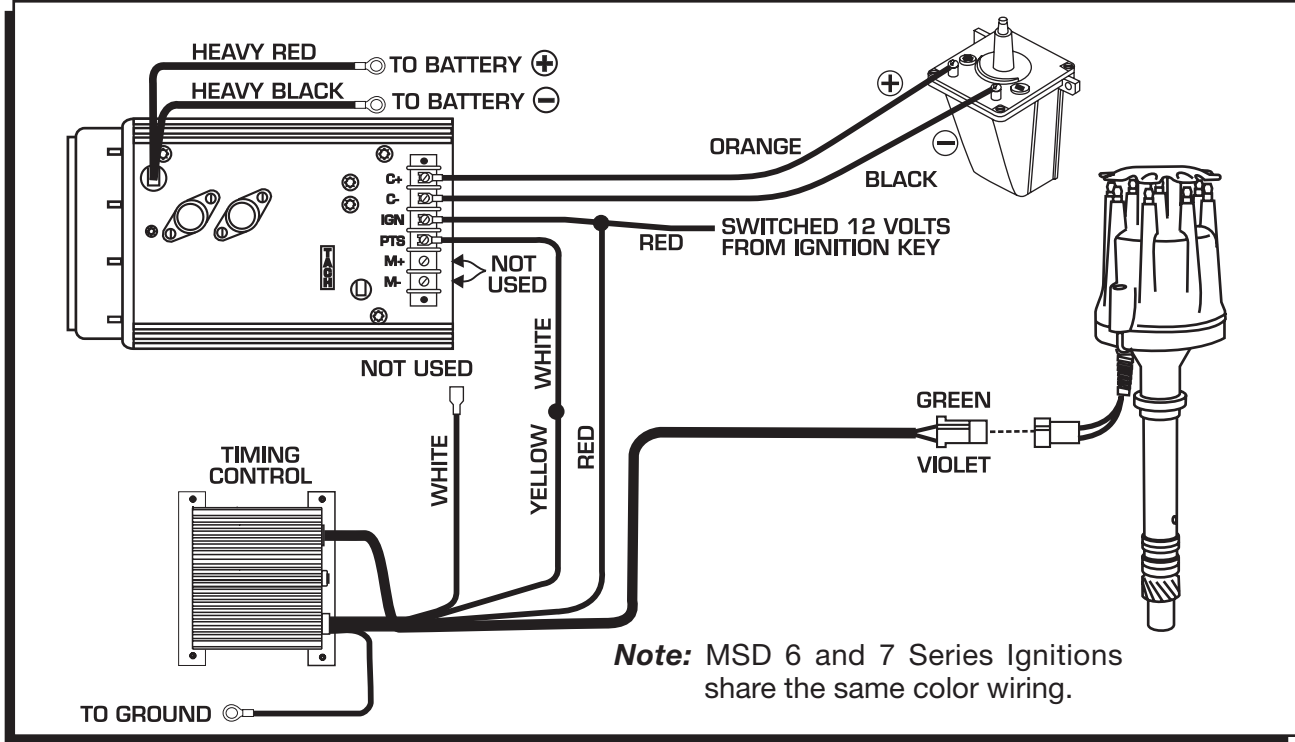 HEAVY RED
TO BATTERY ⊕
HEAVY BLACK
TO BATTERY ⊖
⊕
ORANGE
⊖
BLACK
C+
C-
IGN
PTS
M+
M-
TACH
NOT
USED
RED
SWITCHED 12 VOLTS
FROM IGNITION KEY
NOT USED
WHITE
WHITE
YELLOW
RED
GREEN
VIOLET
TIMING
CONTROL
TO GROUND
Note: MSD 6 and 7 Series Ignitions
share the same color wiring.